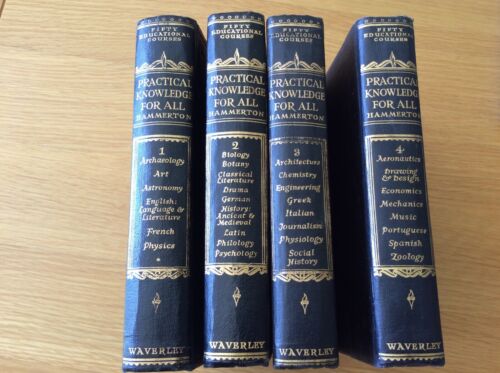 FIFTY
EDUCATIONAL
COURSES
PRACTICAL
KNOWLEDGE
FOR ALL
HAMMERTON
1
Archaeology
Art
Astronomy
English:
Language &
Literature
French
Physics
WAVERLEY
FIFTY
EDUCATIONAL
COURSES
PRACTICAL
KNOWLEDGE
FOR ALL
HAMMERTON
2
Biology
Botany
Classical
Literature
Drama
German
History:
Ancient &
Medieval
Latin
Philology
Psychology
WAVERLEY
FIFTY
EDUCATIONAL
COURSES
PRACTICAL
KNOWLEDGE
FOR ALL
HAMMERTON
3
Architecture
Chemistry
Engineering
Greek
Italian
Journalism
Physiology
Social
History
WAVERLEY
FIFTY
EDUCATIONAL
COURSES
PRACTICAL
KNOWLEDGE
FOR ALL
HAMMERTON
4
Aeronautics
Drawing
& Design
Economics
Mechanics
Music
Portuguese
Spanish
Zoology
WAVERLEY